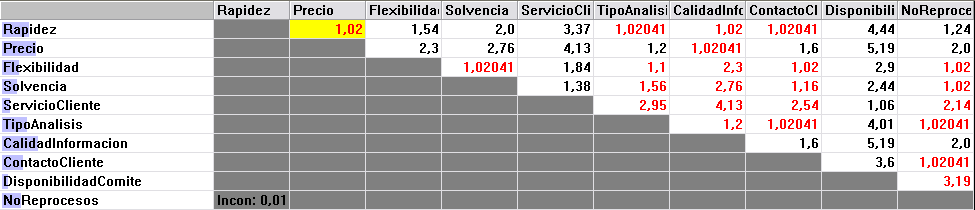 Rapidez Precio Flexibilidad Solvencia ServicioCli TipoAnalisi CalidadInfo ContactoCl Disponibili NoReproce
Rapidez 1,02 1,54 2,0 3,37 1,02041 1,02 1,02041 4,44 1,24
Precio 2,3 2,76 4,13 1,2 1,02041 1,6 5,19 2,0
Flexibilidad 1,02041 1,84 1,1 2,3 1,02 2,9 1,02
Solvencia 1,38 1,56 2,76 1,16 2,44 1,02
ServicioCliente 2,95 4,13 2,54 1,06 2,14
TipoAnalisis 1,2 1,02041 4,01 1,02041
CalidadInformacion 1,6 5,19 2,0
ContactoCliente 3,6 1,02041
DisponibilidadComite 3,19
NoReprocesos Incon: 0,01